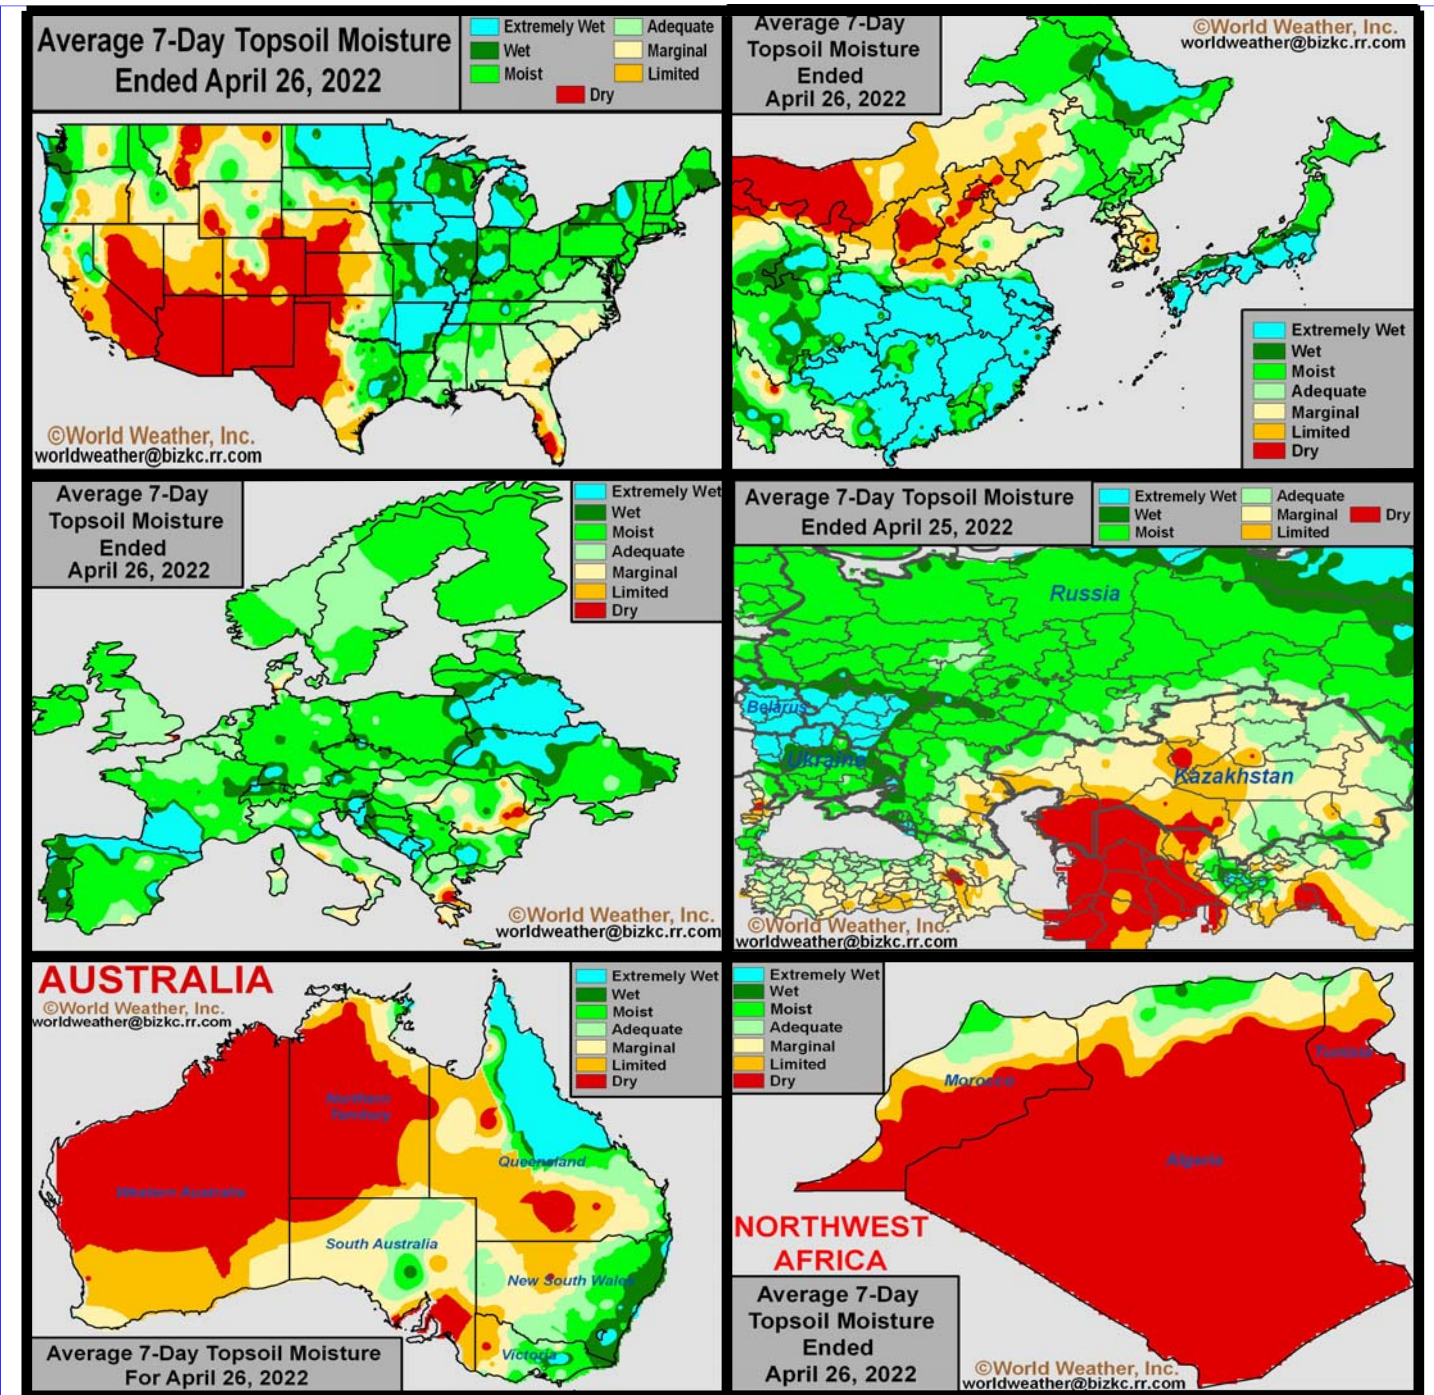 Average 7-Day Topsoil Moisture
Ended April 26, 2022
Extremely Wet
Wet
Moist
Adequate
Marginal
Limited
Dry
©World Weather, Inc.
worldweather@bizkc.rr.com
Average 7-Day
Topsoil Moisture
Ended
April 26, 2022
©World Weather, Inc.
worldweather@bizkc.rr.com
Extremely Wet
Wet
Moist
Adequate
Marginal
Limited
Dry
Average 7-Day
Topsoil Moisture
Ended
April 26, 2022
Extremely Wet
Wet
Moist
Adequate
Marginal
Limited
Dry
©World Weather, Inc.
worldweather@bizkc.rr.com
Average 7-Day Topsoil Moisture
Ended April 25, 2022
Extremely Wet
Wet
Moist
Adequate
Marginal
Limited
Dry
Russia
Belarus
Ukraine
Kazakhstan
©World Weather, Inc.
worldweather@bizkc.rr.com
AUSTRALIA
©World Weather, Inc.
worldweather@bizkc.rr.com
Extremely Wet
Wet
Moist
Adequate
Marginal
Limited
Dry
Northern
Territory
Queensland
Western Australia
South Australia
New South Wales
Victoria
Average 7-Day Topsoil Moisture
For April 26, 2022
Extremely Wet
Wet
Moist
Adequate
Marginal
Limited
Dry
Tunisia
Morocco
Algeria
NORTHWEST
AFRICA
Average 7-Day
Topsoil Moisture
Ended
April 26, 2022
©World Weather, Inc.
worldweather@bizkc.rr.com